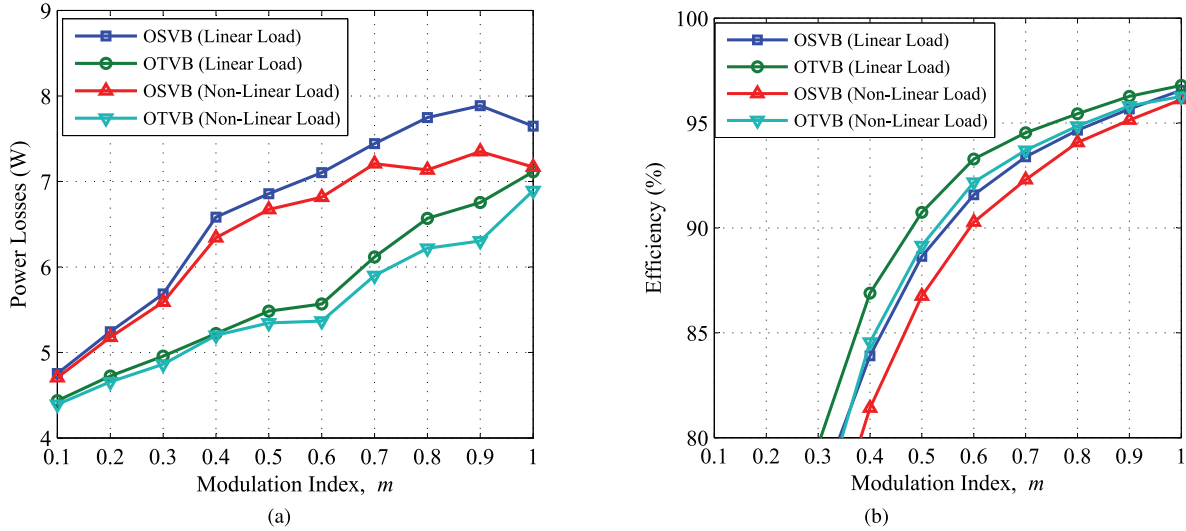 9
8
7
6
5
4
Power Losses (W)
OSVB (Linear Load)
OTVB (Linear Load)
OSVB (Non-Linear Load)
OTVB (Non-Linear Load)
0.1 0.2 0.3 0.4 0.5 0.6 0.7 0.8 0.9 1
Modulation Index, m
(a)
100
95
90
85
80
Efficiency (%)
OSVB (Linear Load)
OTVB (Linear Load)
OSVB (Non-Linear Load)
OTVB (Non-Linear Load)
0.1 0.2 0.3 0.4 0.5 0.6 0.7 0.8 0.9 1
Modulation Index, m
(b)